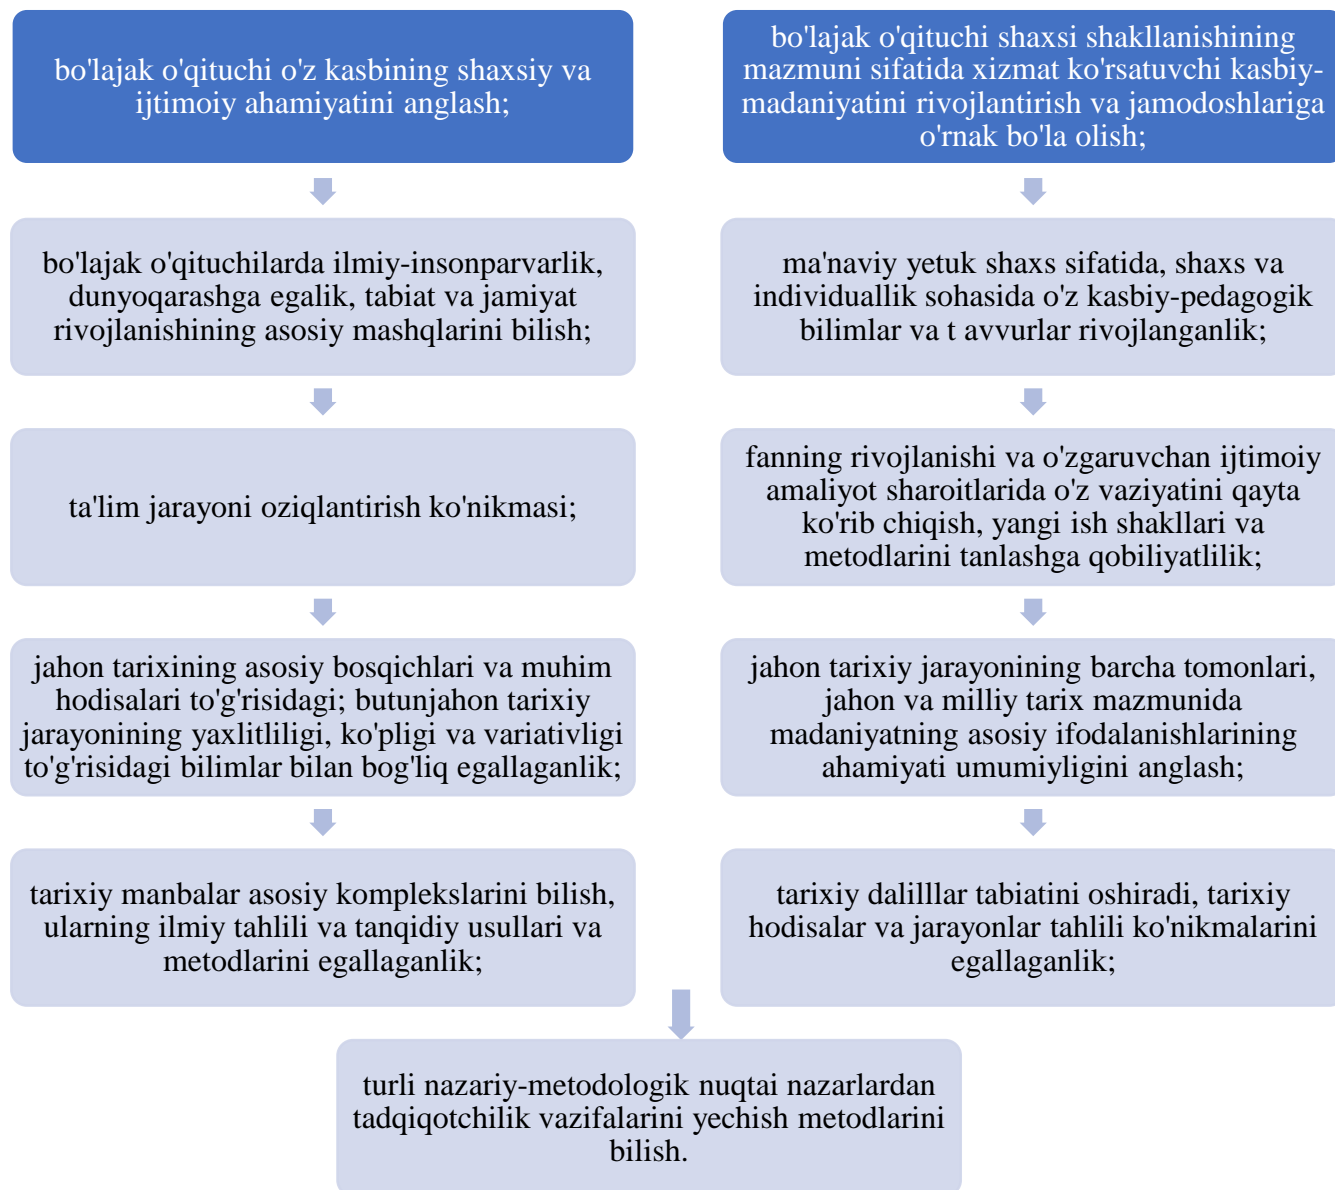 bo'lajak o'qituchi o'z kasbining shaxsiy va
ijtimoiy ahamiyatini anglash;
bo'lajak o'qituvchilarda ilmiy-insonparvarlik,
dunyoqarashga egalik, tabiat va jamiyat
rivojlanishining asosiy mashqlarini bilish;
ta'lim jarayoni oziqlantirish ko'nikmasi;
jahon tarixining asosiy bosqichlari va muhim
hodisalari to'g'risidagi; butunjahon tarixiy
jarayonining yaxlitliligi, ko'pligi va variativligi
to'g'risidagi bilimlar bilan bog'liq egallaganlik;
tarixiy manbalar asosiy komplekslarini bilish,
ularning ilmiy tahlili va tanqidiy usullari va
metodlarini egallaganlik;
bo'lajak o'qituchi shaxsi shakllanishining
mazmuni sifatida xizmat ko'rsatuvchi kasbiy-
madaniyatini rivojlantirish va jamodoshlariga
o'rnak bo'la olish;
ma'naviy yetuk shaxs sifatida, shaxs va
individuallik sohasida o'z kasbiy-pedagogik
bilimlar va t avvurlar rivojlanganlik;
fanning rivojlanishi va o'zgaruvchan ijtimoiy
amaliyot sharoitlarida o'z vaziyatini qayta
ko'rib chiqish, yangi ish shakllari va
metodlarini tanlashga qobiliyatlilik;
jahon tarixiy jarayonining barcha tomonlari,
jahon va milliy tarix mazmunida
madaniyatning asosiy ifodalanishlarining
ahamiyati umumiyligini anglash;
tarixiy dalilllar tabiatini oshiradi, tarixiy
hodisalar va jarayonlar tahlili ko'nikmalarini
egallaganlik;
turli nazariy-metodologik nuqtai nazarlardan
tadqiqotchilik vazifalarini yechish metodlarini
bilish.